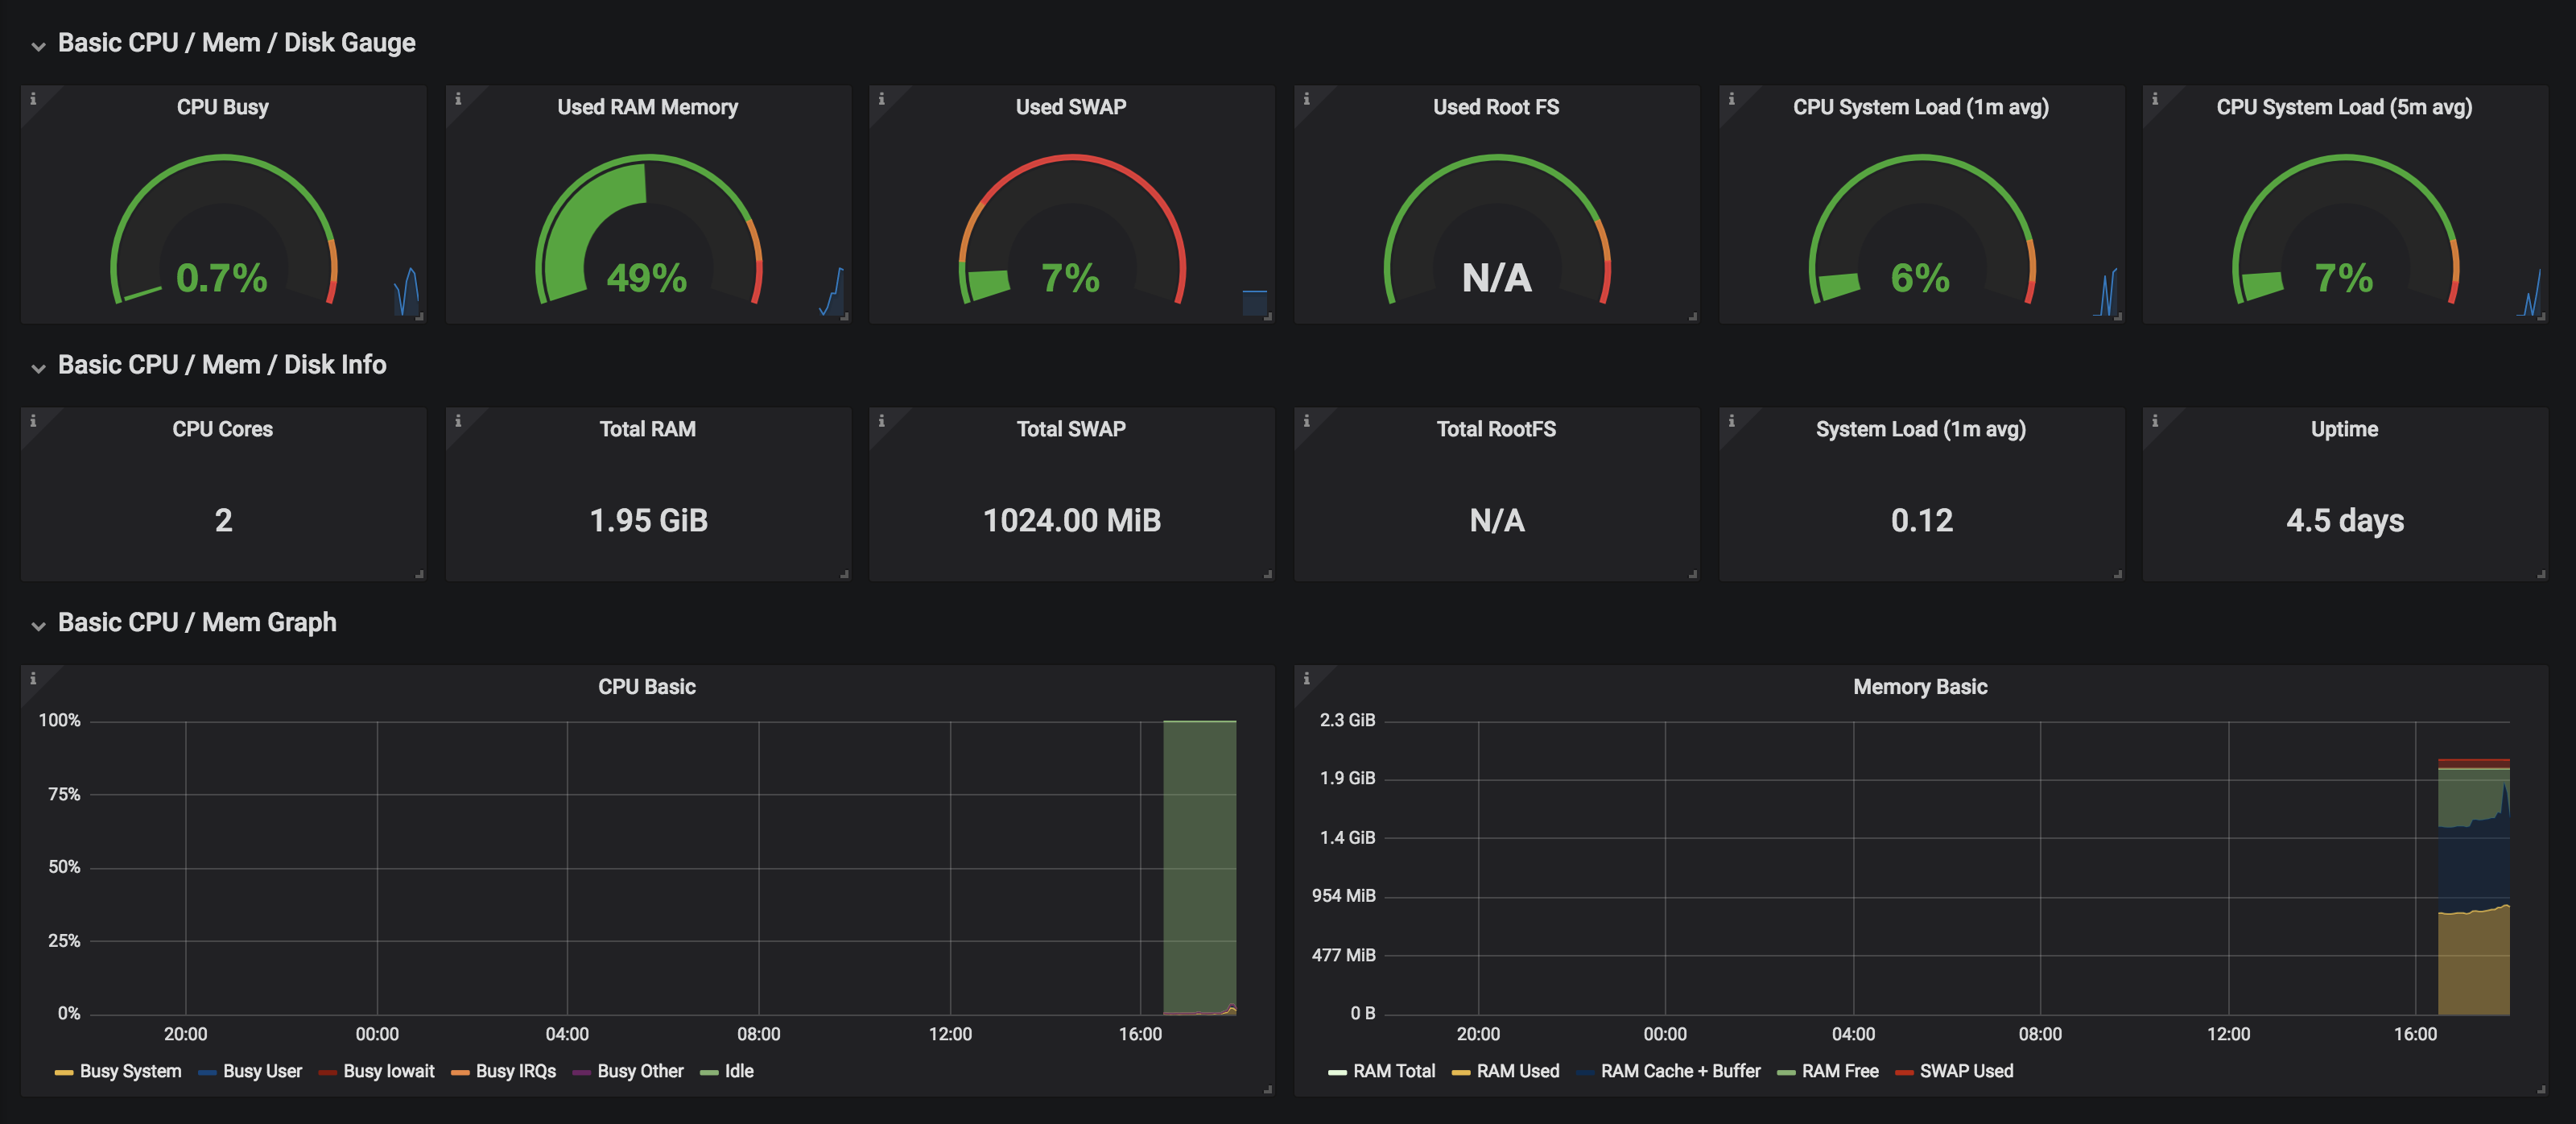 Basic CPU / Mem / Disk Gauge
CPU Busy
0.7%
Used RAM Memory
49%
Used SWAP
7%
Used Root FS
N/A
CPU System Load (1m avg)
6%
CPU System Load (5m avg)
7%
Basic CPU / Mem / Disk Info
CPU Cores
2
Total RAM
1.95 GiB
Total SWAP
1024.00 MiB
Total RootFS
N/A
System Load (1m avg)
0.12
Uptime
4.5 days
Basic CPU / Mem Graph
CPU Basic
100%
75%
50%
25%
0%
20:00 00:00 04:00 08:00 12:00 16:00
Busy System Busy User Busy Iowait Busy IRQs Busy Other Idle
Memory Basic
2.3 GiB
1.9 GiB
1.4 GiB
954 MiB
477 MiB
0 B
20:00 00:00 04:00 08:00 12:00 16:00
RAM Total RAM Used RAM Cache + Buffer RAM Free SWAP Used